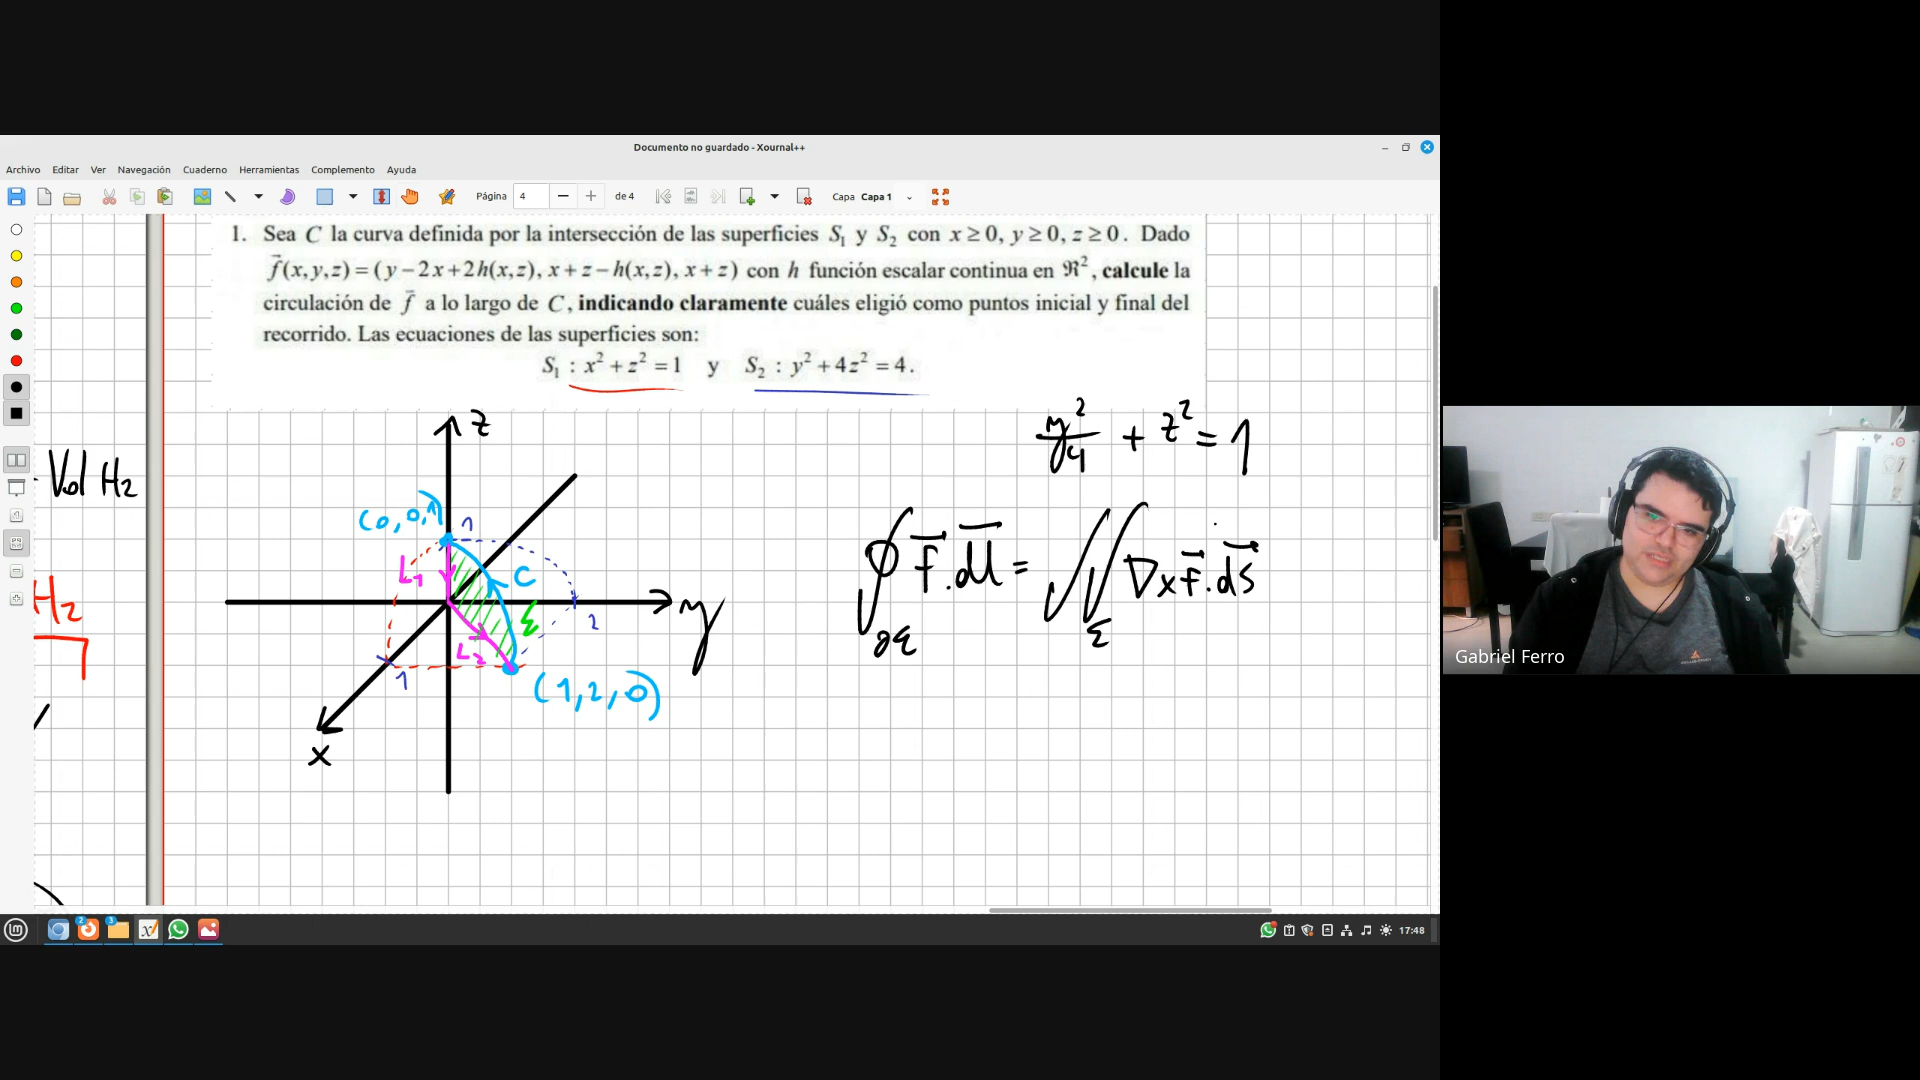 Documento no guardado - Xournal++
Archivo Editar Ver Navegación Cuaderno Herramientas Complemento Ayuda
Página 4 de 4 Capa Capa 1
1. Sea C la curva definida por la intersección de las superficies S₁ y S₂ con x ≥ 0, y ≥ 0, z ≥ 0. Dado
f̄(x,y,z) = (y−2x+2h(x,z), x+z−h(x,z), x+z) con h función escalar continua en ℜ², calcule la
circulación de f̄ a lo largo de C, indicando claramente cuáles eligió como puntos inicial y final del
recorrido. Las ecuaciones de las superficies son:
S₁ : x² + z² = 1 y S₂ : y² + 4z² = 4.
z
y²/4 + z² = 1
Vol H₂
(0,0,1) 1
L₁ C
∮ f⃗ . dl⃗ = ∬ ∇ x f⃗ . ds⃗
∂Σ Σ
H₂
y
2
Σ
L₂
1
(1,2,0)
x
Gabriel Ferro
2 3
17:48